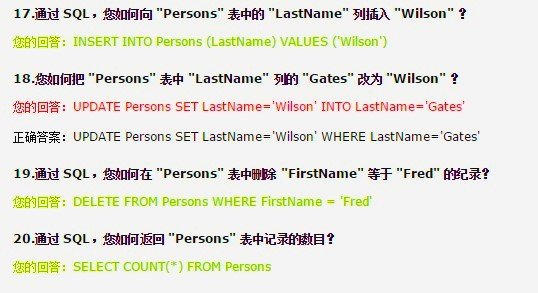 17.通过 SQL，您如何向 "Persons" 表中的 "LastName" 列插入 "Wilson" ？
您的回答：INSERT INTO Persons (LastName) VALUES ('Wilson')
18.您如何把 "Persons" 表中 "LastName" 列的 "Gates" 改为 "Wilson" ？
您的回答：UPDATE Persons SET LastName='Wilson' INTO LastName='Gates'
正确答案：UPDATE Persons SET LastName='Wilson' WHERE LastName='Gates'
19.通过 SQL，您如何在 "Persons" 表中删除 "FirstName" 等于 "Fred" 的纪录？
您的回答：DELETE FROM Persons WHERE FirstName = 'Fred'
20.通过 SQL，您如何返回 "Persons" 表中记录的数目？
您的回答：SELECT COUNT(*) FROM Persons